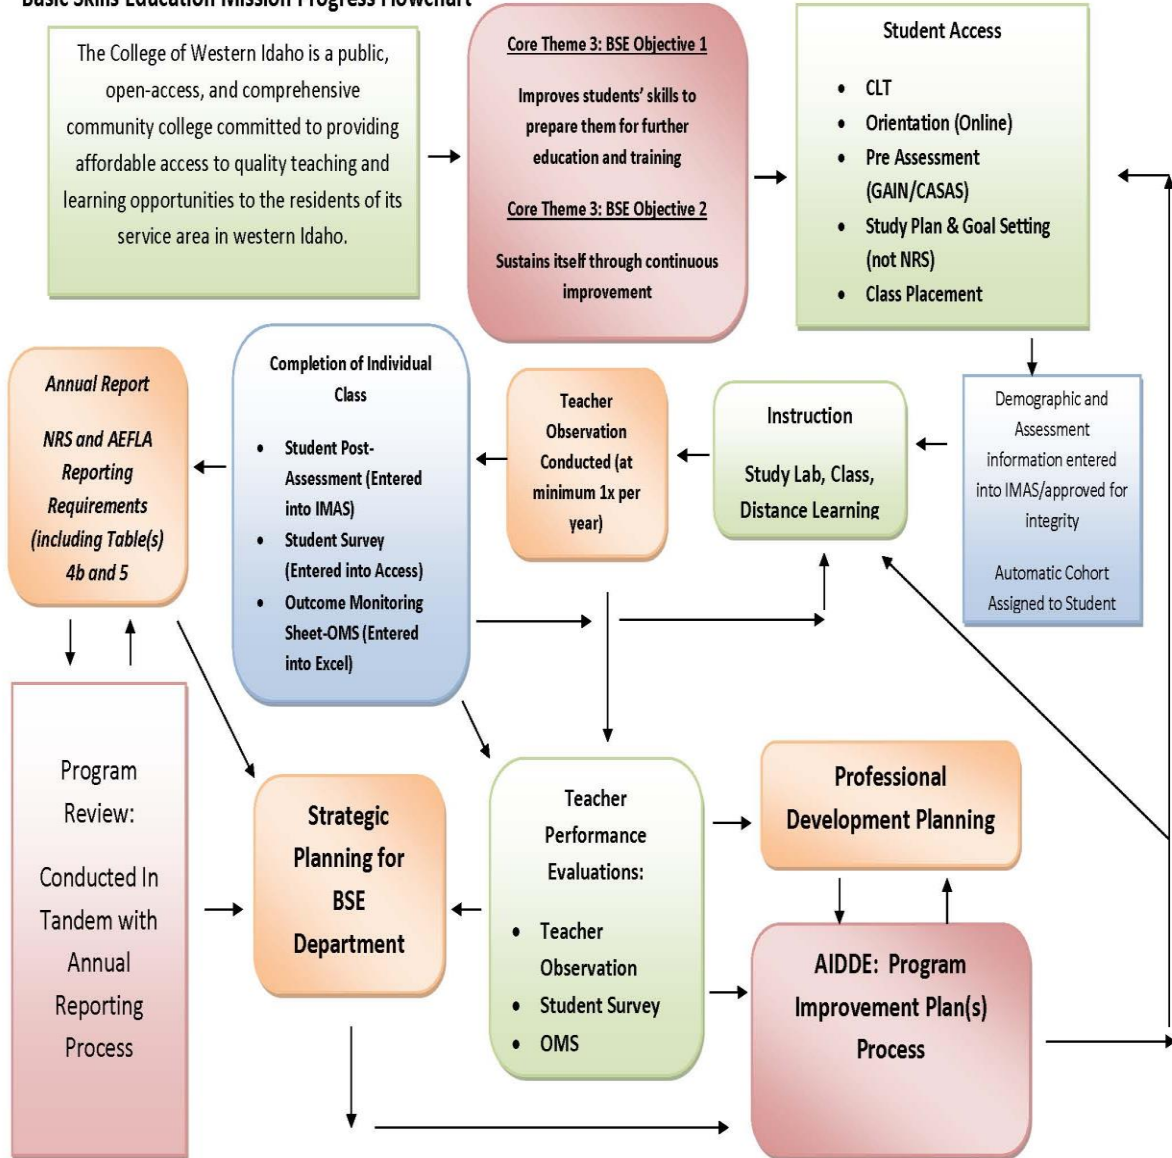 Basic Skills Education Mission Progress Flowchart
The College of Western Idaho is a public,
open-access, and comprehensive
community college committed to providing
affordable access to quality teaching and
learning opportunities to the residents of its
service area in western Idaho.
Core Theme 3: BSE Objective 1
Improves students' skills to
prepare them for further
education and training
Core Theme 3: BSE Objective 2
Sustains itself through continuous
improvement
Student Access
• CLT
• Orientation (Online)
• Pre Assessment
(GAIN/CASAS)
• Study Plan & Goal Setting
(not NRS)
• Class Placement
Annual Report
NRS and AEFLA
Reporting
Requirements
(including Table(s)
4b and 5
Completion of Individual
Class
• Student Post-
Assessment (Entered
into IMAS)
• Student Survey
(Entered into Access)
• Outcome Monitoring
Sheet-OMS (Entered
into Excel)
Teacher
Observation
Conducted (at
minimum 1x per
year)
Instruction
Study Lab, Class,
Distance Learning
Demographic and
Assessment
information entered
into IMAS/approved for
integrity
Automatic Cohort
Assigned to Student
Program
Review:
Conducted In
Tandem with
Annual
Reporting
Process
Strategic
Planning for
BSE
Department
Teacher
Performance
Evaluations:
• Teacher
Observation
• Student Survey
• OMS
Professional
Development Planning
AIDDE: Program
Improvement Plan(s)
Process